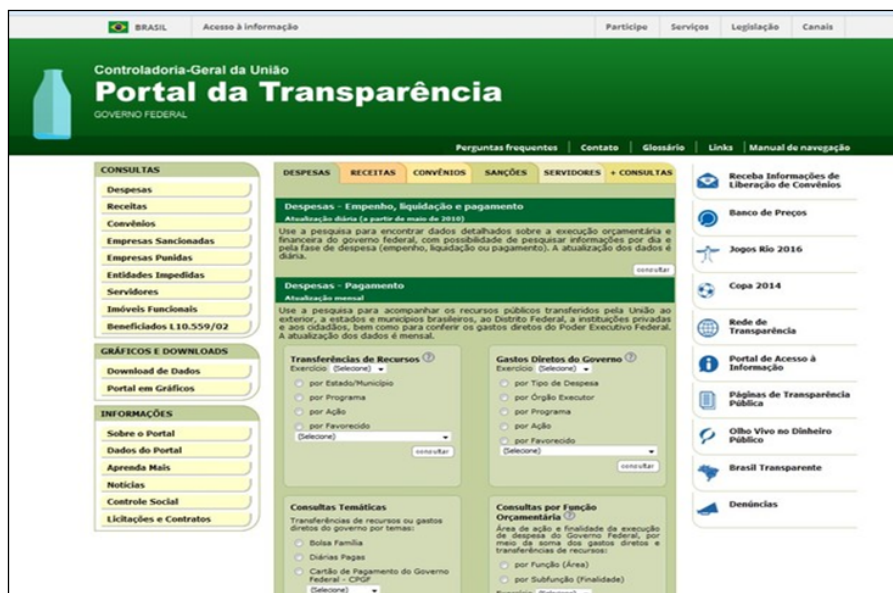 BRASIL
Acesso à informação
Participe
Serviços
Legislação
Canais
Controladoria-Geral da União
Portal da Transparência
GOVERNO FEDERAL
Perguntas frequentes
Contato
Glossário
Links
Manual de navegação
CONSULTAS
Despesas
Receitas
Convênios
Empresas Sancionadas
Empresas Punidas
Entidades Impedidas
Servidores
Imóveis Funcionais
Beneficiados L10.559/02
GRÁFICOS E DOWNLOADS
Download de Dados
Portal em Gráficos
INFORMAÇÕES
Sobre o Portal
Dados do Portal
Aprenda Mais
Notícias
Controle Social
Licitações e Contratos
DESPESAS
RECEITAS
CONVÊNIOS
SANÇÕES
SERVIDORES
+ CONSULTAS
Despesas - Empenho, liquidação e pagamento
Atualização diária (a partir de maio de 2010)
Use a pesquisa para encontrar dados detalhados sobre a execução orçamentária e
financeira do governo federal, com possibilidade de pesquisar informações por dia e
pela fase de despesa (empenho, liquidação ou pagamento). A atualização dos dados é
diária.
consultar
Despesas - Pagamento
Atualização mensal
Use a pesquisa para acompanhar os recursos públicos transferidos pela União ao
exterior, a estados e municípios brasileiros, ao Distrito Federal, a instituições privadas
e aos cidadãos, bem como para conferir os gastos diretos do Poder Executivo Federal.
A atualização dos dados é mensal.
Transferências de Recursos ?
Exercício (Selecione)
por Estado/Município
por Programa
por Ação
por Favorecido
(Selecione)
consultar
Gastos Diretos do Governo ?
Exercício (Selecione)
por Tipo de Despesa
por Órgão Executor
por Programa
por Ação
por Favorecido
(Selecione)
consultar
Consultas Temáticas
Transferências de recursos ou gastos
diretos do governo por temas:
Bolsa Família
Diárias Pagas
Cartão de Pagamento do Governo
Federal - CPGF
(Selecione)
Consultas por Função
Orçamentária ?
Área de ação e finalidade da execução
de despesa do Governo Federal, por
meio da soma dos gastos diretos e
transferências de recursos:
por Função (Área)
por Subfunção (Finalidade)
Exercício (Selecione)
Receba Informações de
Liberação de Convênios
Banco de Preços
Jogos Rio 2016
Copa 2014
Rede de
Transparência
Portal de Acesso à
Informação
Páginas de Transparência
Pública
Olho Vivo no Dinheiro
Público
Brasil Transparente
Denúncias